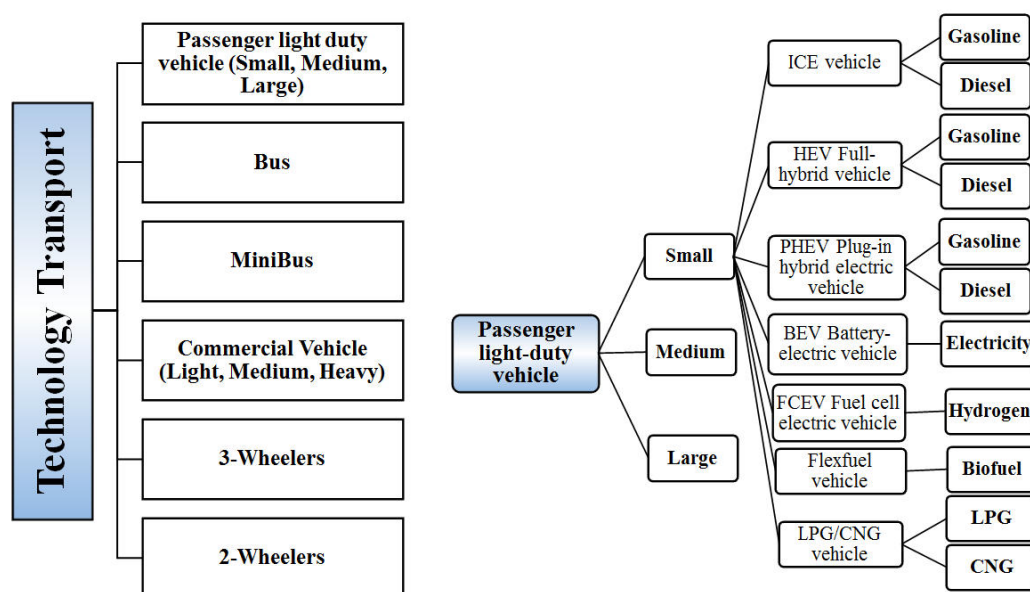 Technology Transport
Passenger light duty
vehicle (Small, Medium,
Large)
Bus
MiniBus
Commercial Vehicle
(Light, Medium, Heavy)
3-Wheelers
2-Wheelers
Passenger
light-duty
vehicle
Small
Medium
Large
ICE vehicle
Gasoline
Diesel
HEV Full-
hybrid vehicle
Gasoline
Diesel
PHEV Plug-in
hybrid electric
vehicle
Gasoline
Diesel
BEV Battery-
electric vehicle
Electricity
FCEV Fuel cell
electric vehicle
Hydrogen
Flexfuel
vehicle
Biofuel
LPG/CNG
vehicle
LPG
CNG